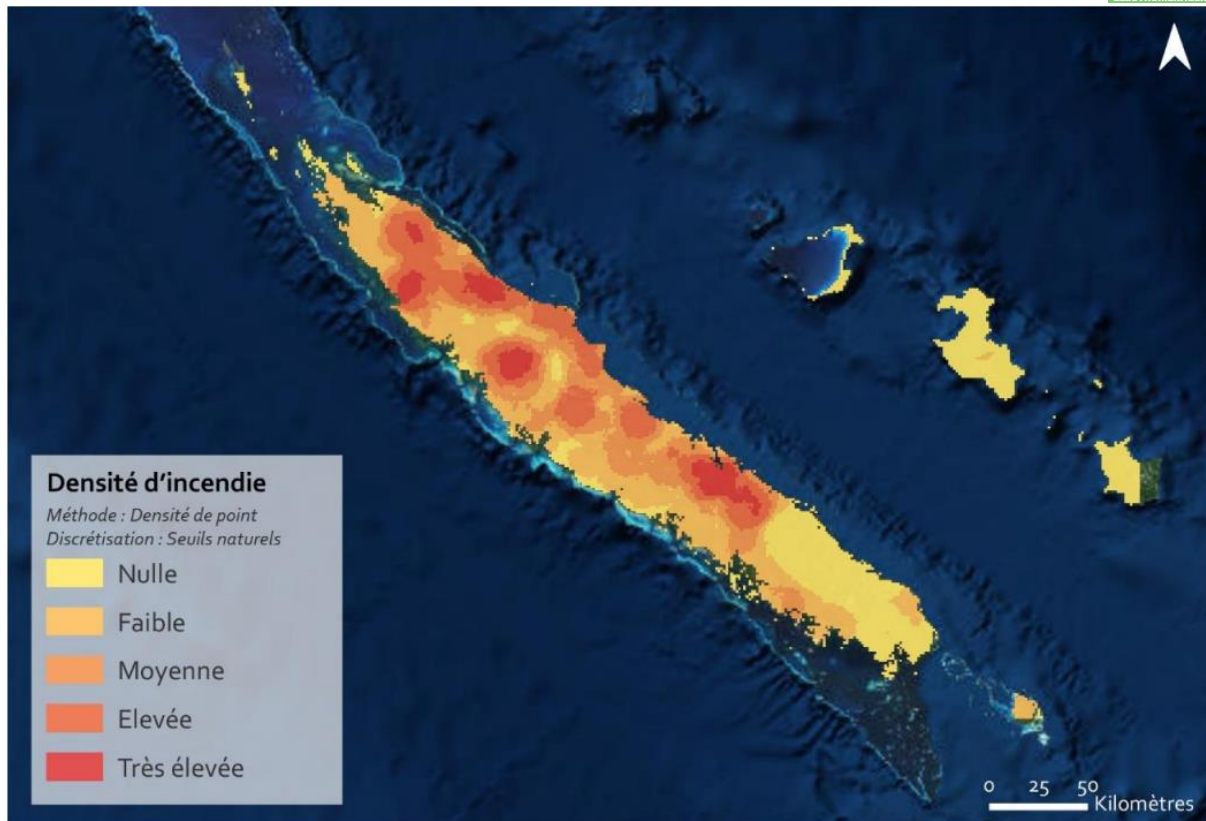 Densité d'incendie
Méthode : Densité de point
Discrétisation : Seuils naturels
Nulle
Faible
Moyenne
Elevée
Très élevée
0 25 50
Kilomètres